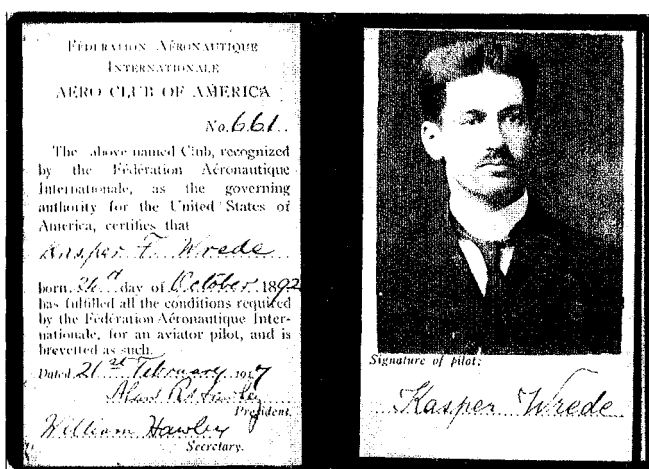 FÉDÉRATION AÉRONAUTIQUE
INTERNATIONALE
AERO CLUB OF AMERICA
No. 661
The above named Club, recognized
by the Fédération Aéronautique
Internationale, as the governing
authority for the United States of
America, certifies that
Kasper F. Wrede
born day of October 1892
has fulfilled all the conditions required
by the Fédération Aéronautique Inter-
nationale, for an aviator pilot, and is
brevetted as such.
Dated 21st February 1917
Alan R. Hawley
President.
William Hawley
Secretary.
Signature of pilot:
Kasper Wrede